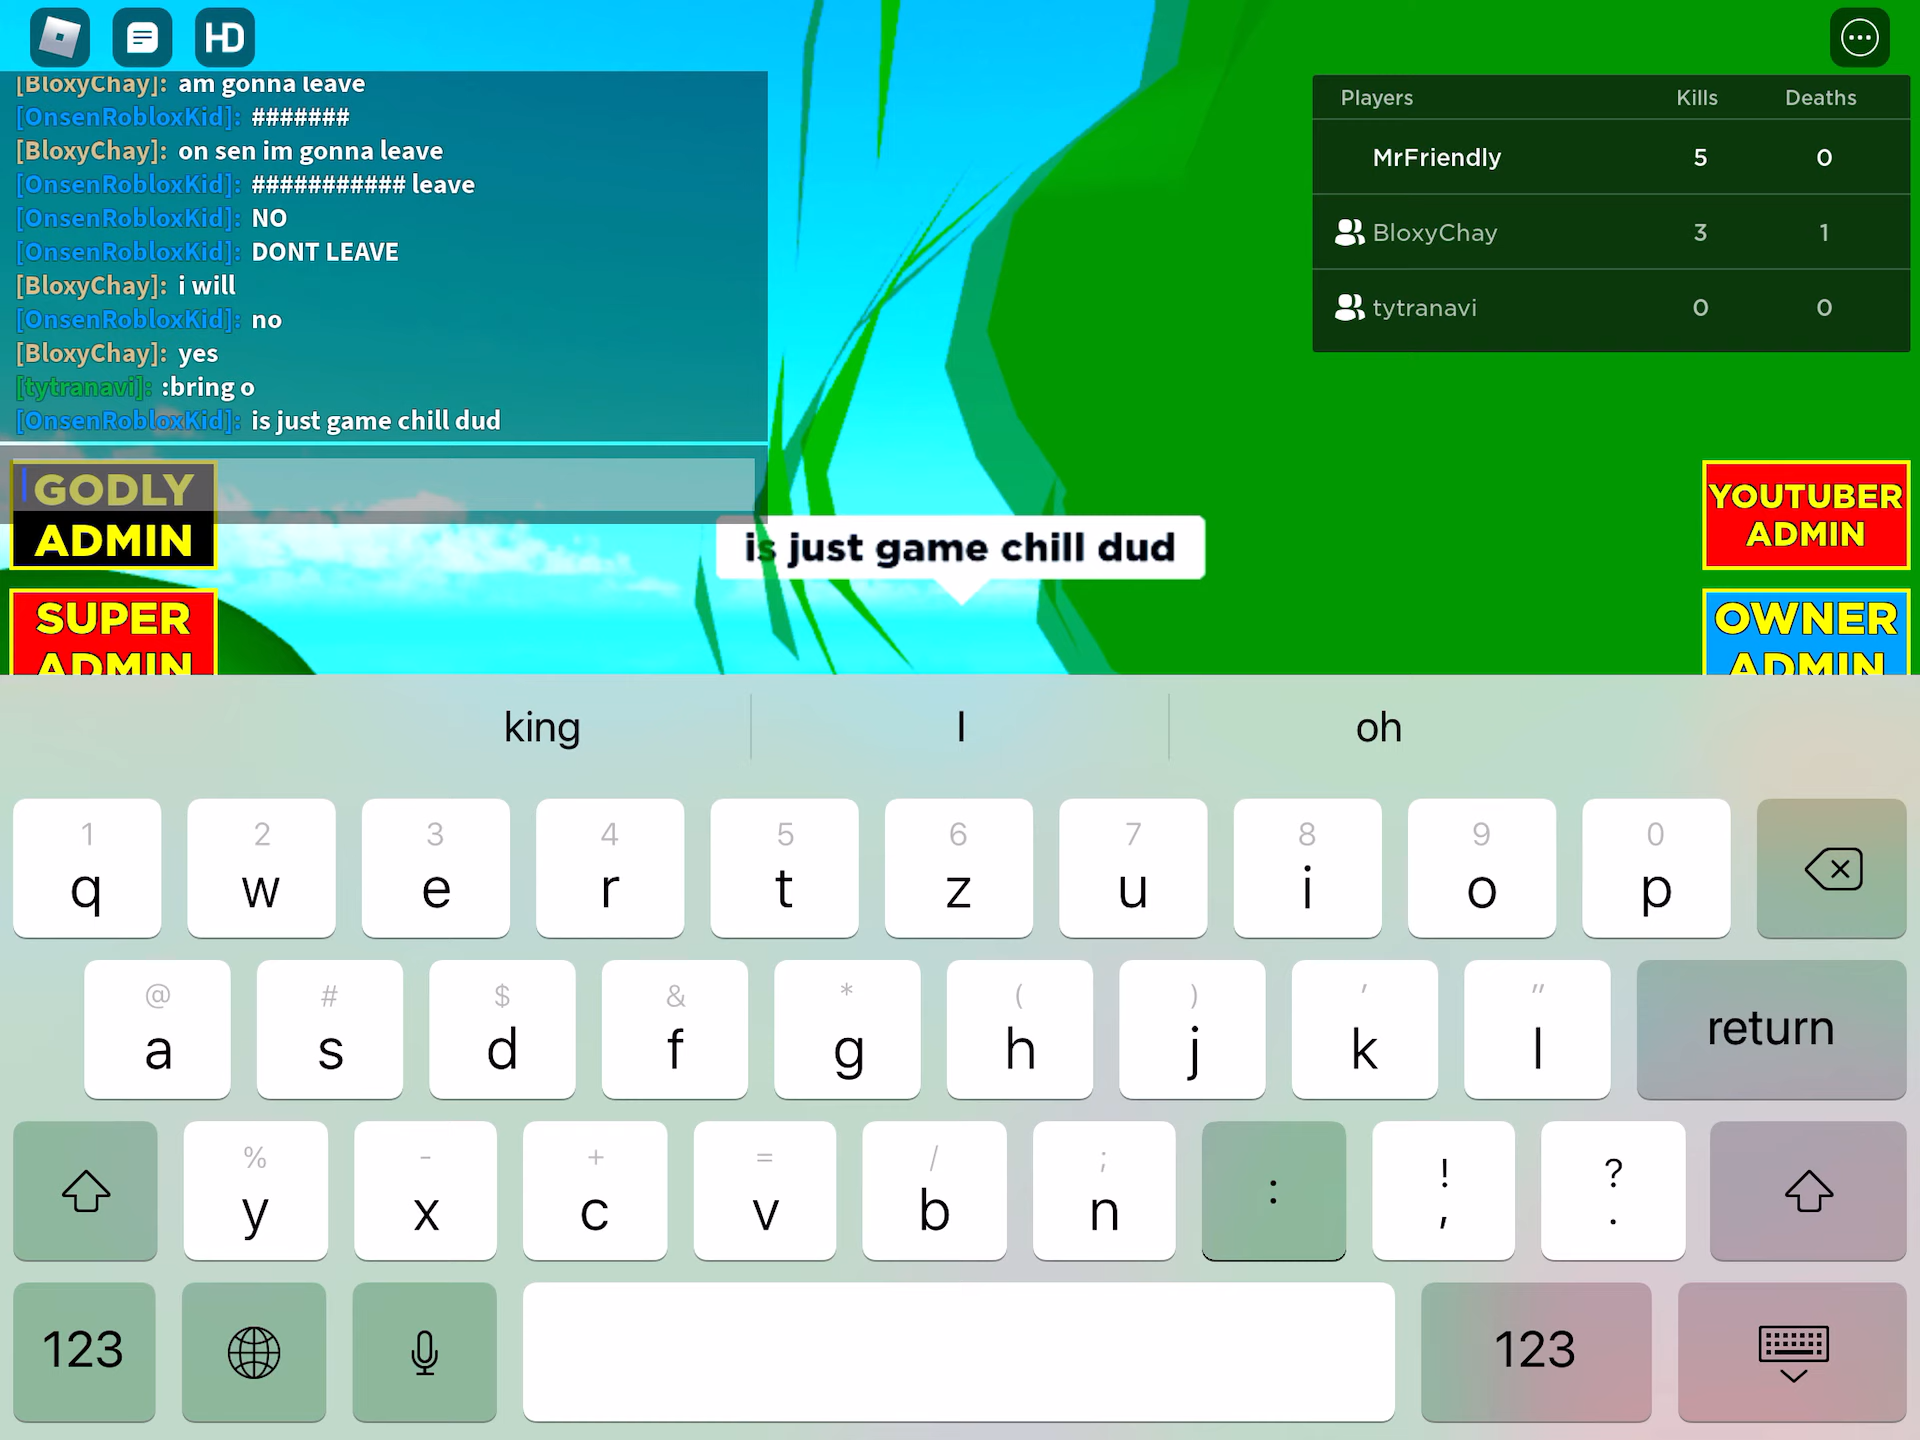 HD
[BloxyChay]: am gonna leave
[OnsenRobloxKid]: #######
[BloxyChay]: on sen im gonna leave
[OnsenRobloxKid]: ########### leave
[OnsenRobloxKid]: NO
[OnsenRobloxKid]: DONT LEAVE
[BloxyChay]: i will
[OnsenRobloxKid]: no
[BloxyChay]: yes
[tytranavi]: :bring o
[OnsenRobloxKid]: is just game chill dud
Players Kills Deaths
MrFriendly 5 0
BloxyChay 3 1
tytranavi 0 0
GODLY
ADMIN
SUPER
ADMIN
is just game chill dud
YOUTUBER
ADMIN
OWNER
ADMIN
king I oh
1 2 3 4 5 6 7 8 9 0
q w e r t z u i o p
@ # $ & * ( ) ' "
a s d f g h j k l return
% - + = / ; : ! ?
y x c v b n , .
123 123